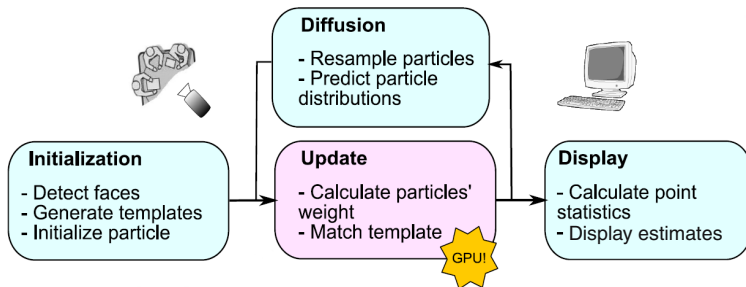 Diffusion
- Resample particles
- Predict particle
distributions
Initialization
- Detect faces
- Generate templates
- Initialize particle
Update
- Calculate particles'
weight
- Match template
GPU!
Display
- Calculate point
statistics
- Display estimates